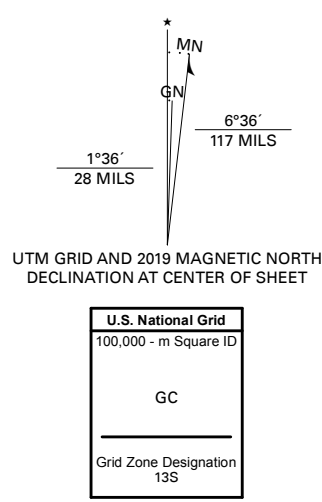 ★
MN
GN
6°36´
117 MILS
1°36´
28 MILS
UTM GRID AND 2019 MAGNETIC NORTH
DECLINATION AT CENTER OF SHEET
U.S. National Grid
100,000 - m Square ID
GC
Grid Zone Designation
13S